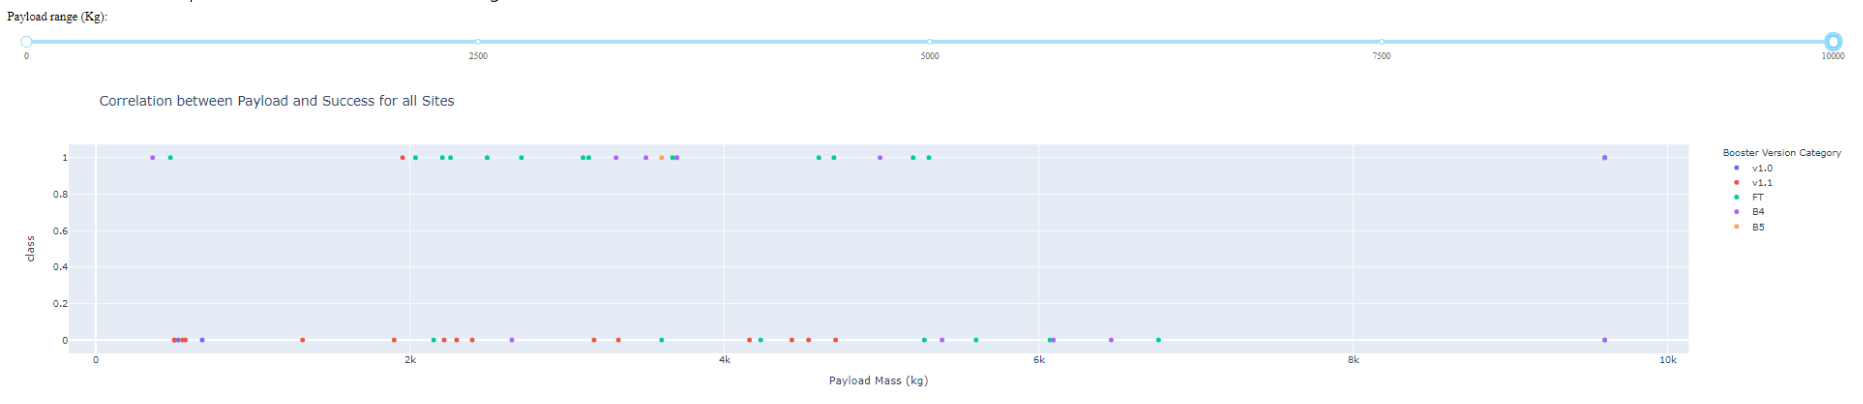 Payload range (Kg):
0 2500 5000 7500 10000
Correlation between Payload and Success for all Sites
Booster Version Category
v1.0
v1.1
FT
B4
B5
class
1
0.8
0.6
0.4
0.2
0
0 2k 4k 6k 8k 10k
Payload Mass (kg)